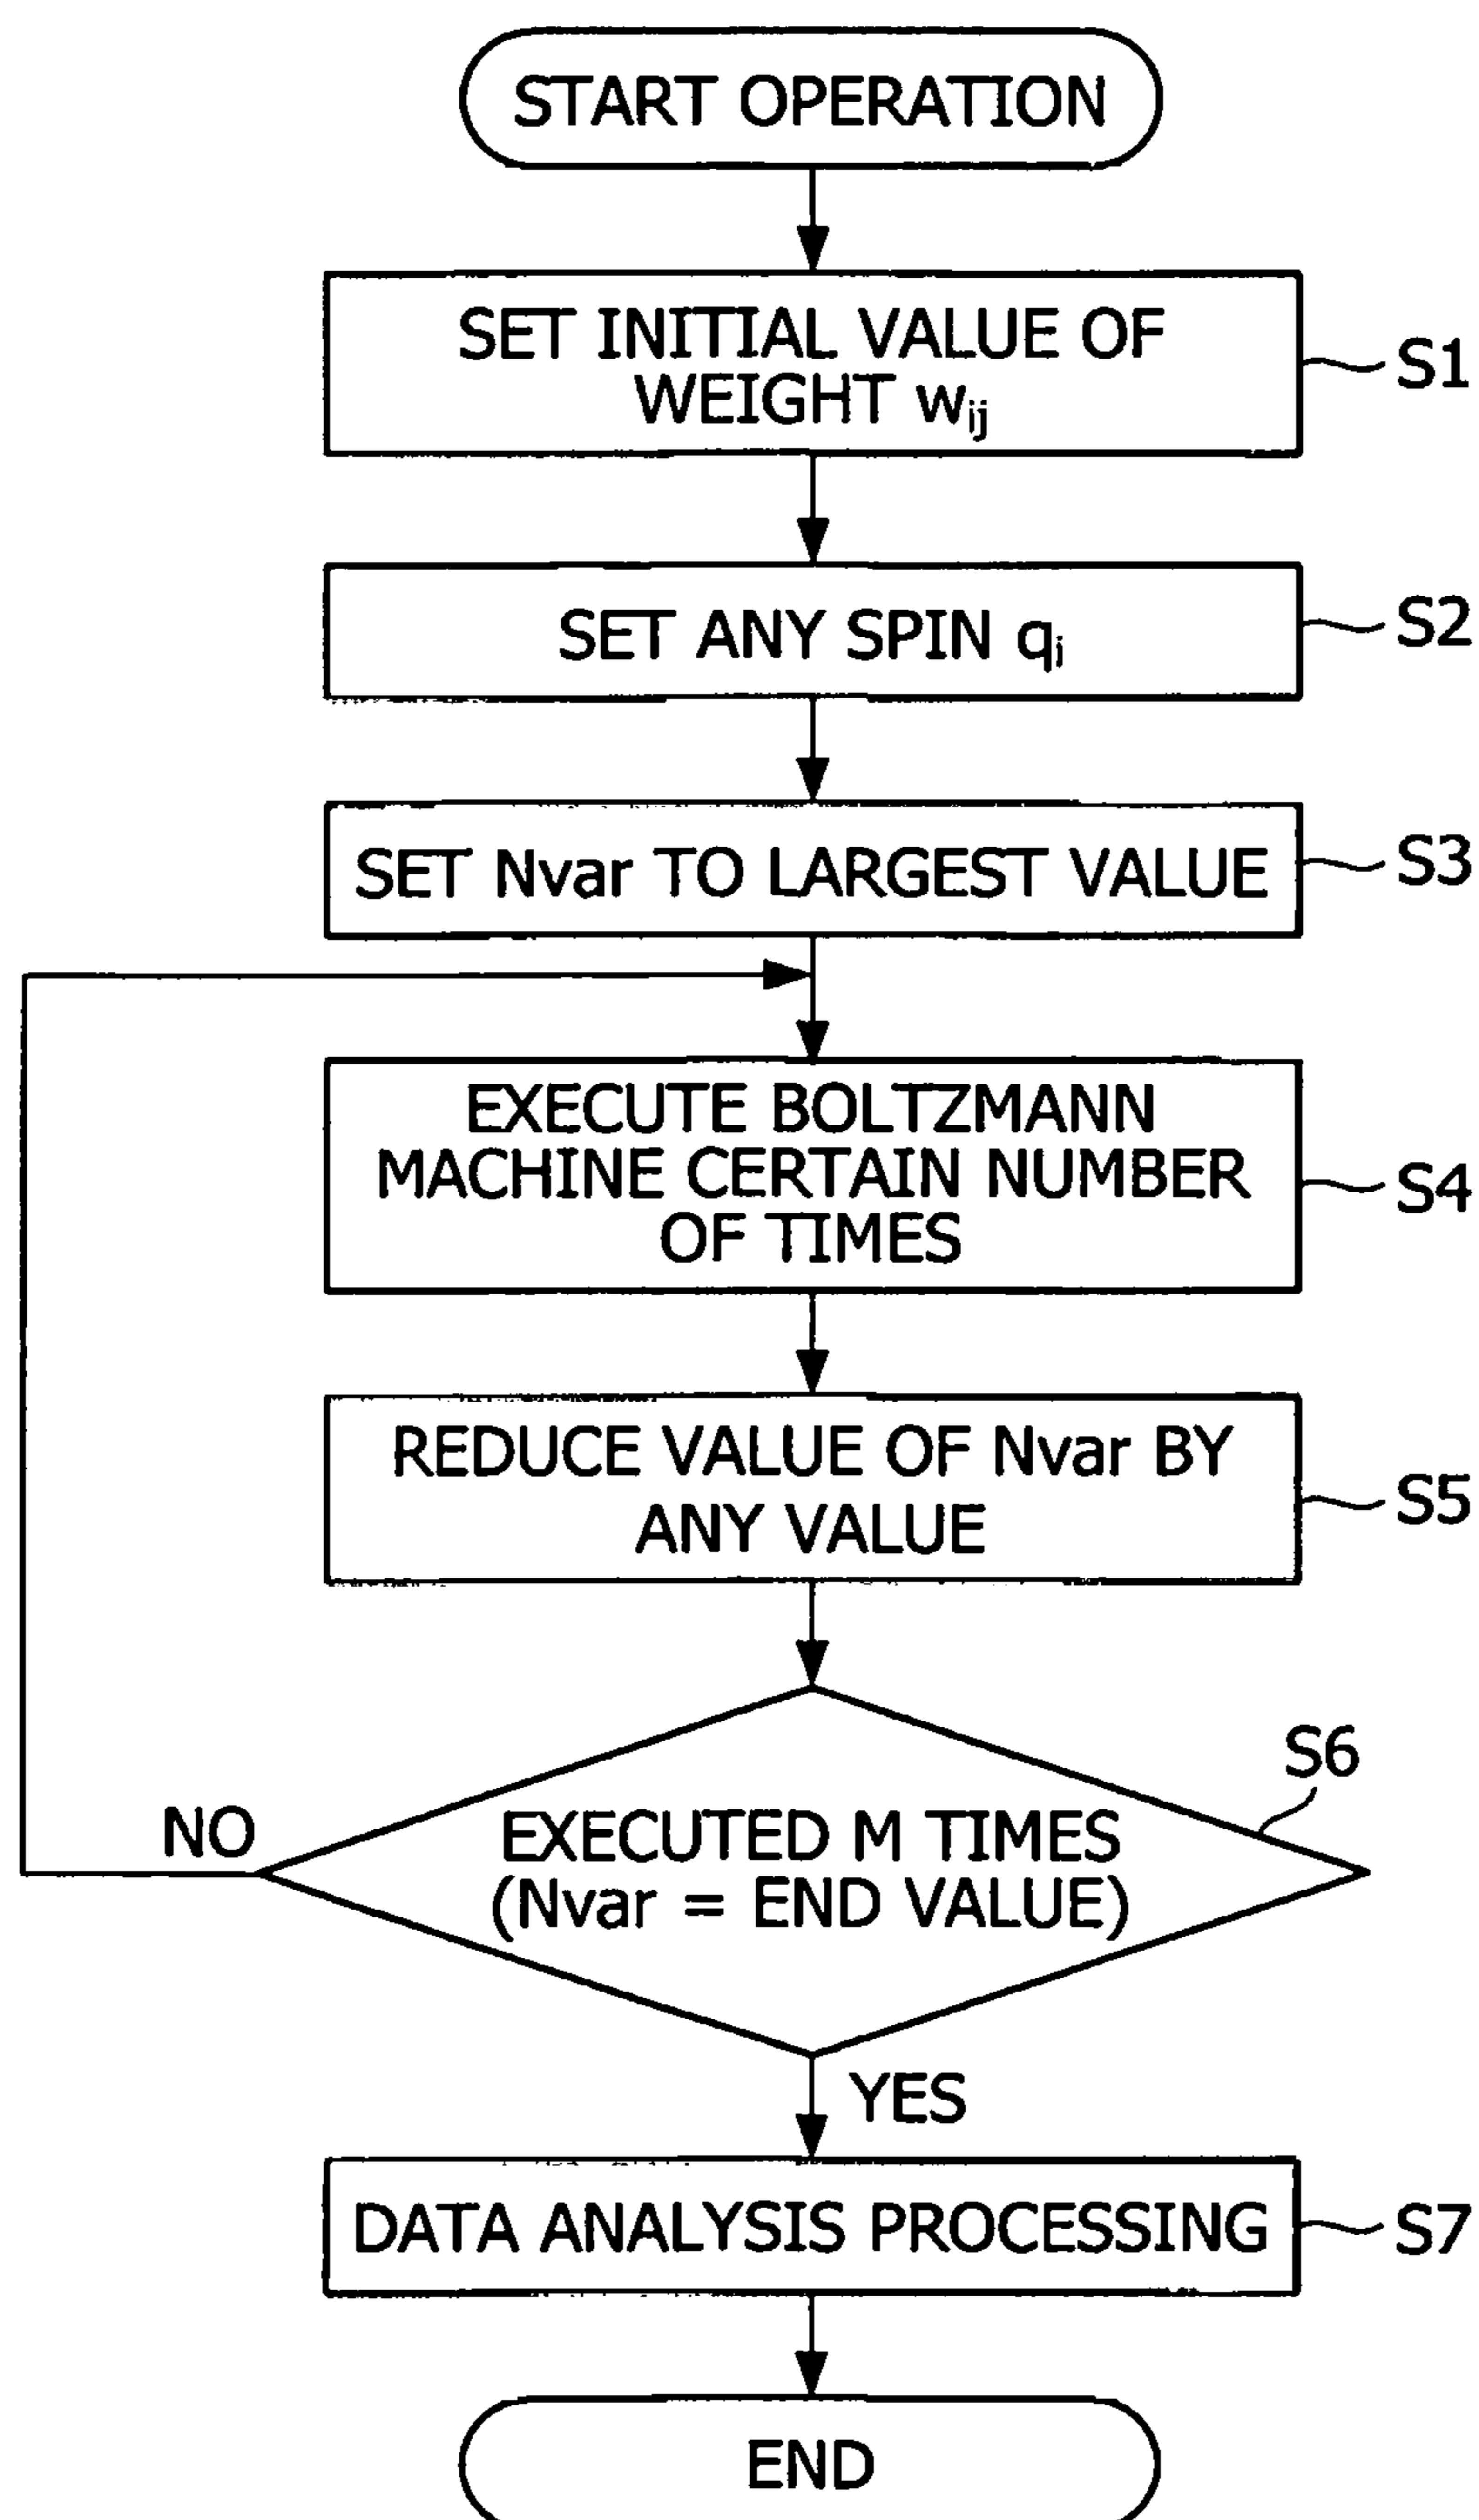 START OPERATION
SET INITIAL VALUE OF
WEIGHT wij
S1
SET ANY SPIN qi
S2
SET Nvar TO LARGEST VALUE
S3
EXECUTE BOLTZMANN
MACHINE CERTAIN NUMBER
OF TIMES
S4
REDUCE VALUE OF Nvar BY
ANY VALUE
S5
S6
NO
EXECUTED M TIMES
(Nvar = END VALUE)
YES
DATA ANALYSIS PROCESSING
S7
END